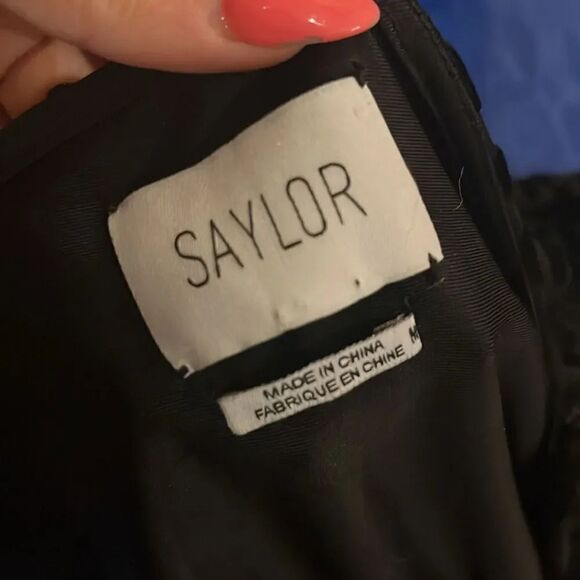 SAYLOR
MADE IN CHINA
FABRIQUE EN CHINE
M